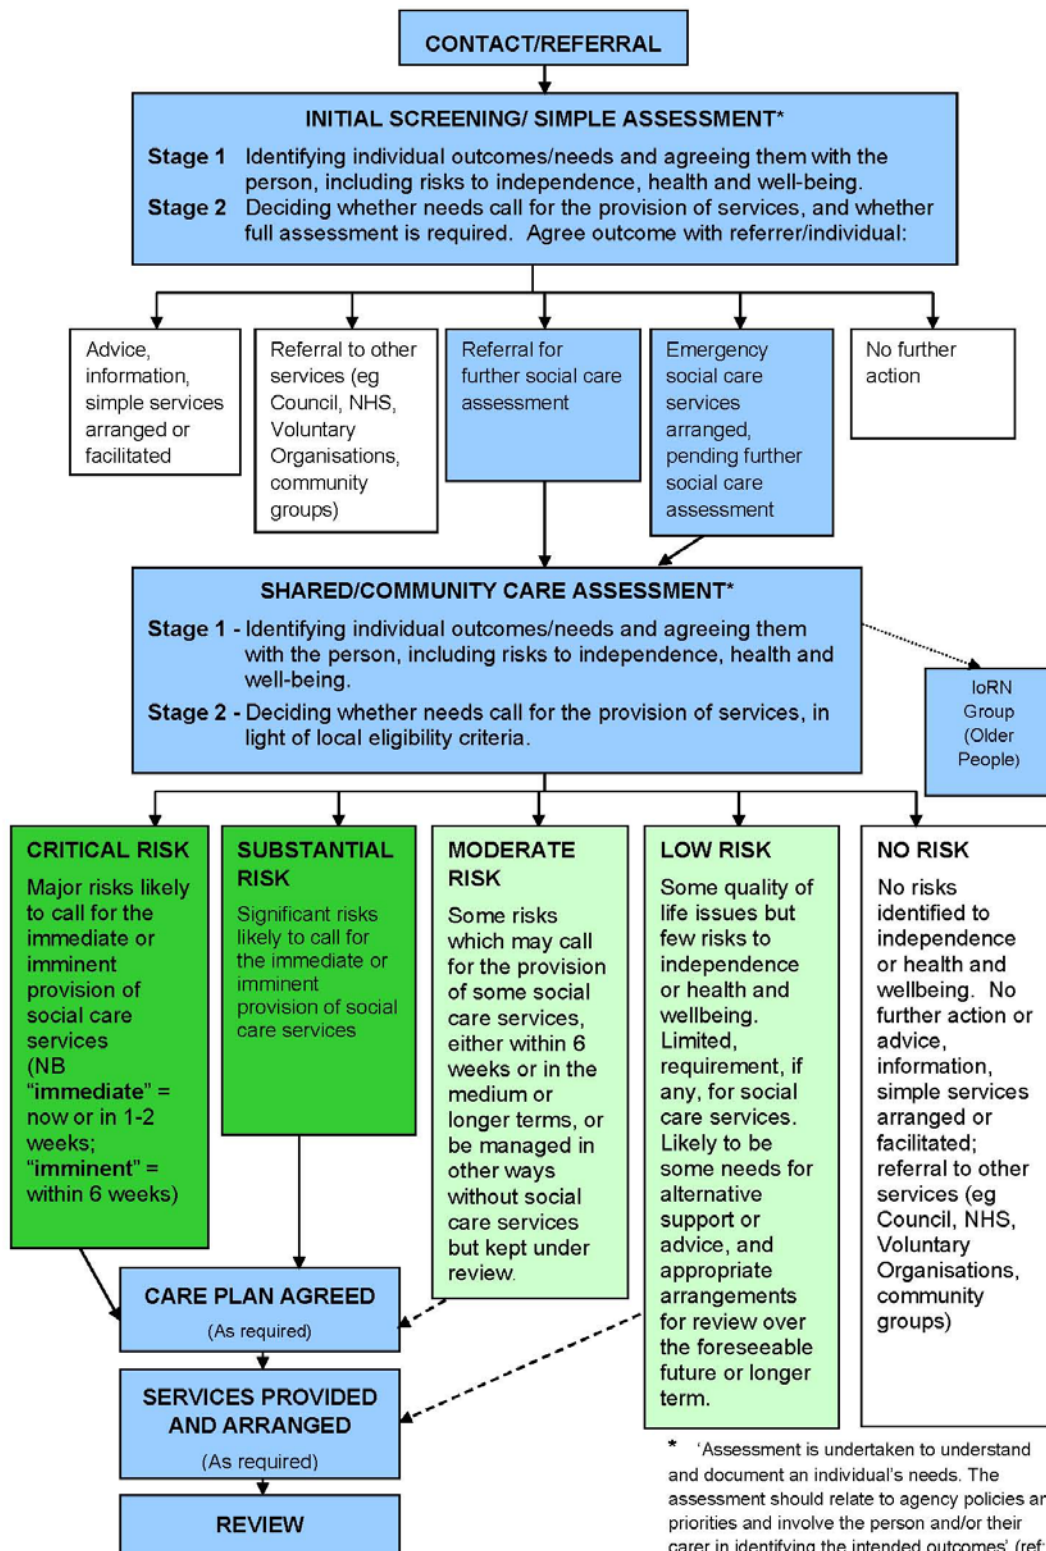 CONTACT/REFERRAL
INITIAL SCREENING/ SIMPLE ASSESSMENT*
Stage 1 Identifying individual outcomes/needs and agreeing them with the
person, including risks to independence, health and well-being.
Stage 2 Deciding whether needs call for the provision of services, and whether
full assessment is required. Agree outcome with referrer/individual:
Advice,
information,
simple services
arranged or
facilitated
Referral to other
services (eg
Council, NHS,
Voluntary
Organisations,
community
groups)
Referral for
further social care
assessment
Emergency
social care
services
arranged,
pending further
social care
assessment
No further
action
SHARED/COMMUNITY CARE ASSESSMENT*
Stage 1 - Identifying individual outcomes/needs and agreeing them
with the person, including risks to independence, health and
well-being.
Stage 2 - Deciding whether needs call for the provision of services, in
light of local eligibility criteria.
IoRN
Group
(Older
People)
CRITICAL RISK
Major risks likely
to call for the
immediate or
imminent
provision of
social care
services
(NB
“immediate” =
now or in 1-2
weeks;
“imminent” =
within 6 weeks)
SUBSTANTIAL
RISK
Significant risks
likely to call for
the immediate or
imminent
provision of social
care services
MODERATE
RISK
Some risks
which may call
for the provision
of some social
care services,
either within 6
weeks or in the
medium or
longer terms, or
be managed in
other ways
without social
care services
but kept under
review.
LOW RISK
Some quality of
life issues but
few risks to
independence
or health and
wellbeing.
Limited,
requirement, if
any, for social
care services.
Likely to be
some needs for
alternative
support or
advice, and
appropriate
arrangements
for review over
the foreseeable
future or longer
term.
NO RISK
No risks
identified to
independence
or health and
wellbeing. No
further action or
advice,
information,
simple services
arranged or
facilitated;
referral to other
services (eg
Council, NHS,
Voluntary
Organisations,
community
groups)
CARE PLAN AGREED
(As required)
SERVICES PROVIDED
AND ARRANGED
(As required)
REVIEW
* ‘Assessment is undertaken to understand
and document an individual’s needs. The
assessment should relate to agency policies
priorities and involve the person and/or their
carer in identifying the intended outcomes’ (ref: